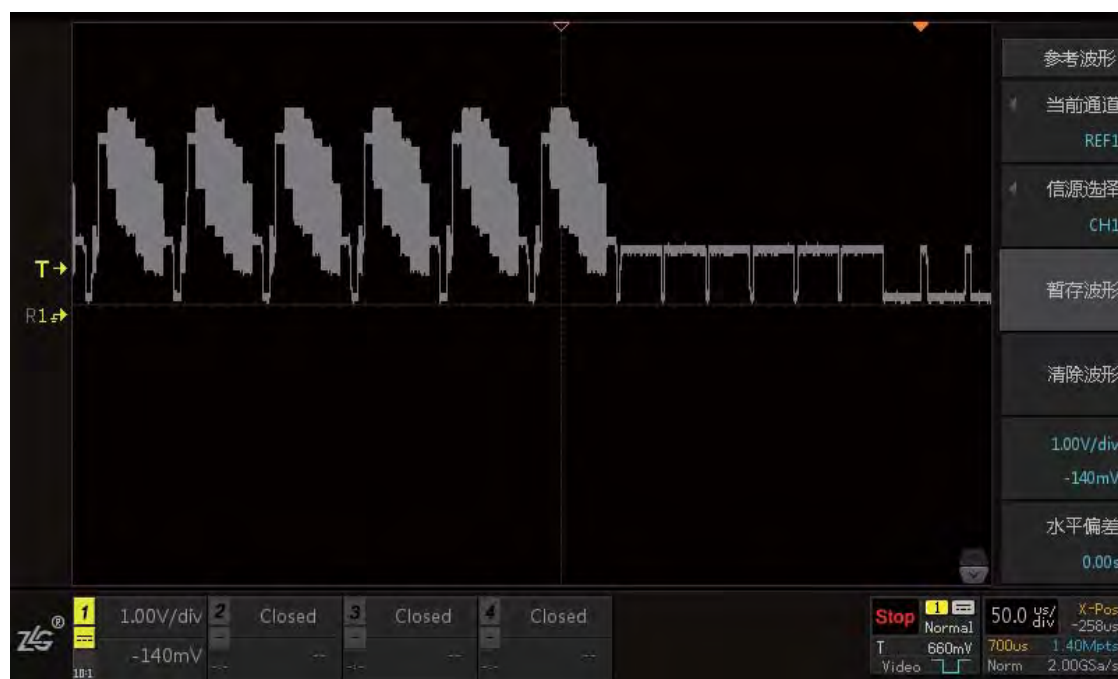 参考波形
当前通道
REF1
信源选择
CH1
暂存波形
清除波形
1.00V/div
-140mV
水平偏差
0.00s
T
R1
ZLG®
1 1.00V/div 2 Closed 3 Closed 4 Closed
-140mV -- -- --
10:1 -:- -:- -:-
Stop 1 Normal 50.0 us/div X-Pos -258us
T 660mV 700us 1.40Mpts
Video Norm 2.00GSa/s